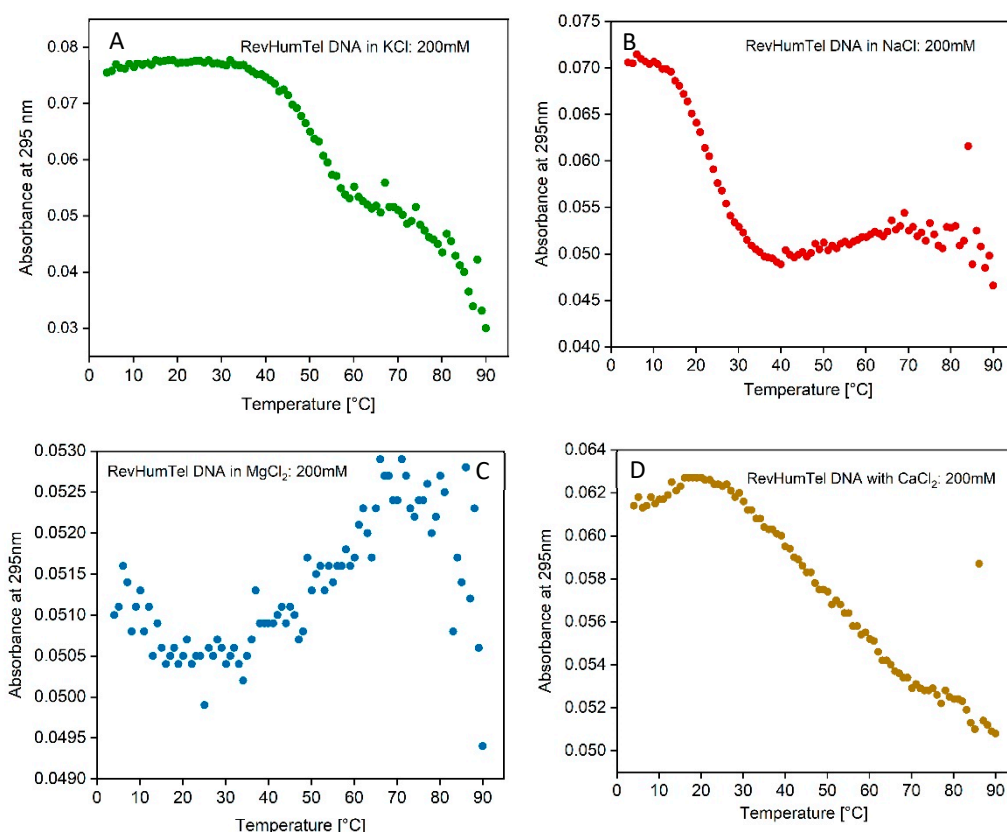 A
RevHumTel DNA in KCl: 200mM
0.08
0.07
0.06
0.05
0.04
0.03
Absorbance at 295 nm
0 10 20 30 40 50 60 70 80 90
Temperature [°C]
B
RevHumTel DNA in NaCl: 200mM
0.075
0.070
0.065
0.060
0.055
0.050
0.045
0.040
Absorbance at 295 nm
0 10 20 30 40 50 60 70 80 90
Temperature [°C]
RevHumTel DNA in MgCl₂: 200mM
C
0.0530
0.0525
0.0520
0.0515
0.0510
0.0505
0.0500
0.0495
0.0490
Absorbance at 295nm
0 10 20 30 40 50 60 70 80 90
Temperature [°C]
D
RevHumTel DNA with CaCl₂: 200mM
0.064
0.062
0.060
0.058
0.056
0.054
0.052
0.050
Absorbance at 295nm
0 10 20 30 40 50 60 70 80 90
Temperature [°C]